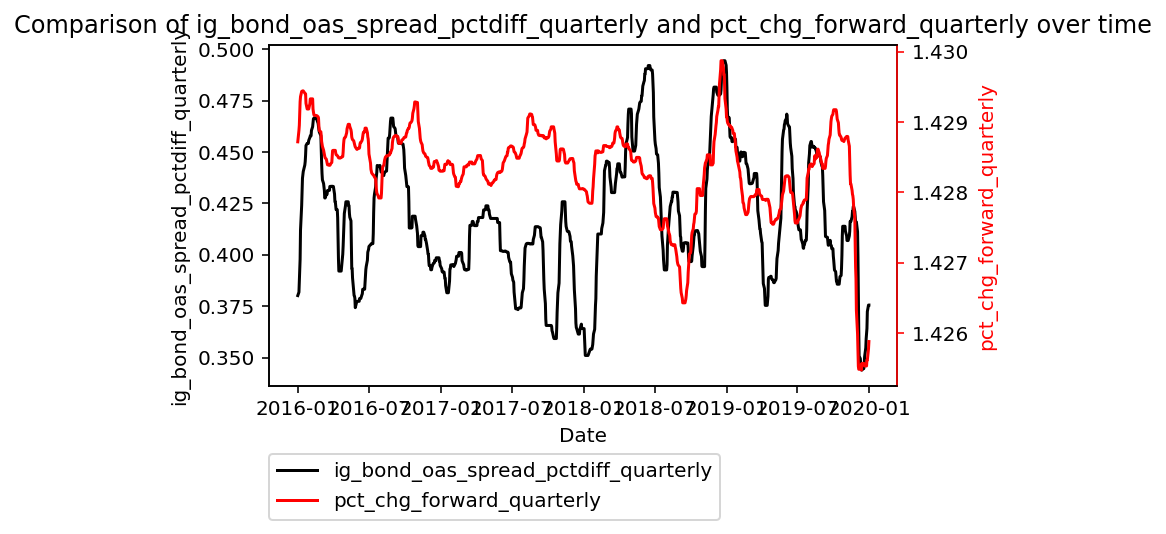 Comparison of ig_bond_oas_spread_pctdiff_quarterly and pct_chg_forward_quarterly over time
ig_bond_oas_spread_pctdiff_quarterly
0.500
0.475
0.450
0.425
0.400
0.375
0.350
1.430
1.429
1.428
1.427
1.426
pct_chg_forward_quarterly
2016-01 2016-07 2017-01 2017-07 2018-01 2018-07 2019-01 2019-07 2020-01
Date
ig_bond_oas_spread_pctdiff_quarterly
pct_chg_forward_quarterly